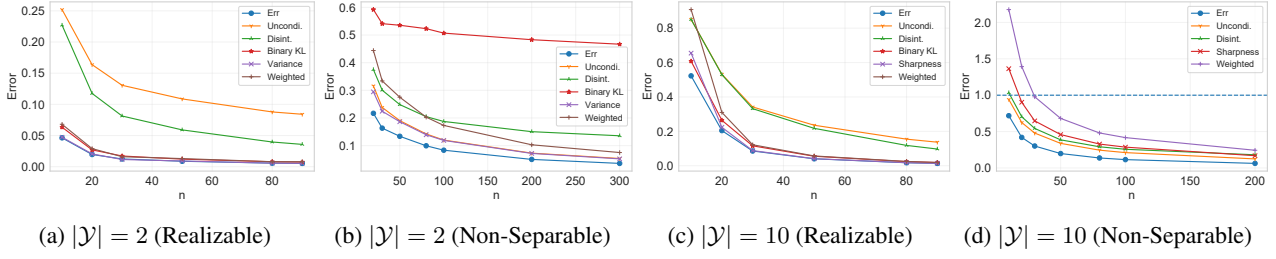 0.25
0.20
0.15
0.10
0.05
0.00
Error
20
40
60
80
n
Err
Uncondi.
Disint.
Binary KL
Variance
Weighted
(a) |𝒴| = 2 (Realizable)
0.6
0.5
0.4
0.3
0.2
0.1
Error
50
100
150
200
250
300
n
Err
Uncondi.
Disint.
Binary KL
Variance
Weighted
(b) |𝒴| = 2 (Non-Separable)
0.8
0.6
0.4
0.2
0.0
Error
20
40
60
80
n
Err
Uncondi.
Disint.
Binary KL
Sharpness
Weighted
(c) |𝒴| = 10 (Realizable)
2.0
1.5
1.0
0.5
0.0
Error
50
100
150
200
n
Err
Uncondi.
Disint.
Sharpness
Weighted
(d) |𝒴| = 10 (Non-Separable)